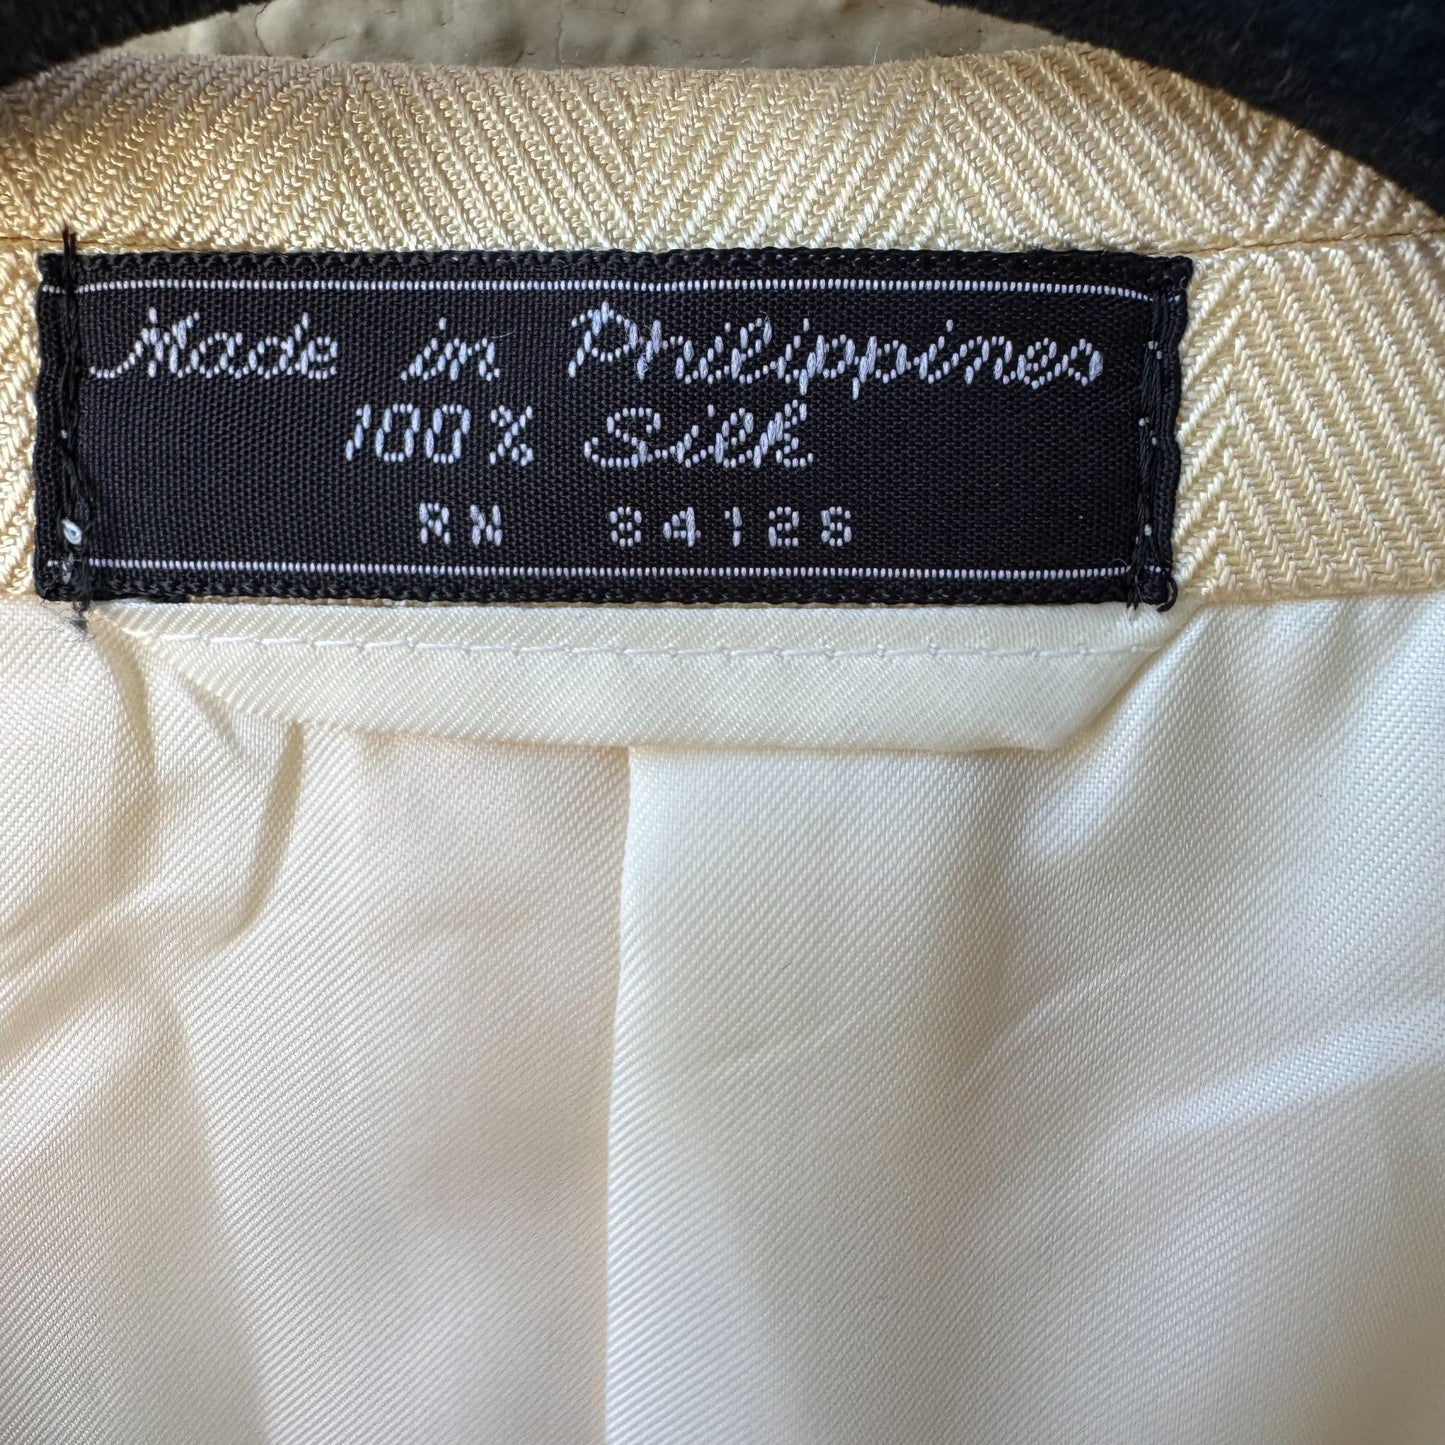 Made in Philippines
100% Silk
RN 84125